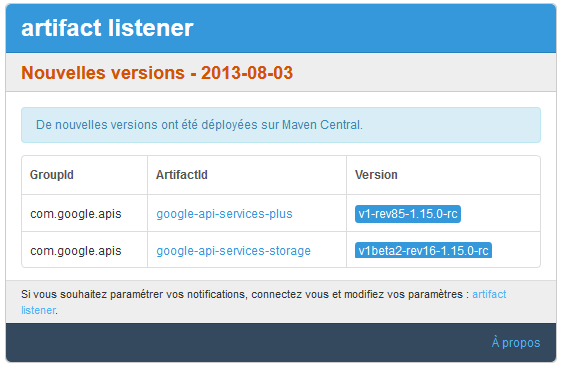 artifact listener
Nouvelles versions - 2013-08-03
De nouvelles versions ont été déployées sur Maven Central.
GroupId ArtifactId Version
com.google.apis google-api-services-plus v1-rev85-1.15.0-rc
com.google.apis google-api-services-storage v1beta2-rev16-1.15.0-rc
Si vous souhaitez paramétrer vos notifications, connectez vous et modifiez vos paramètres : artifact
listener.
À propos